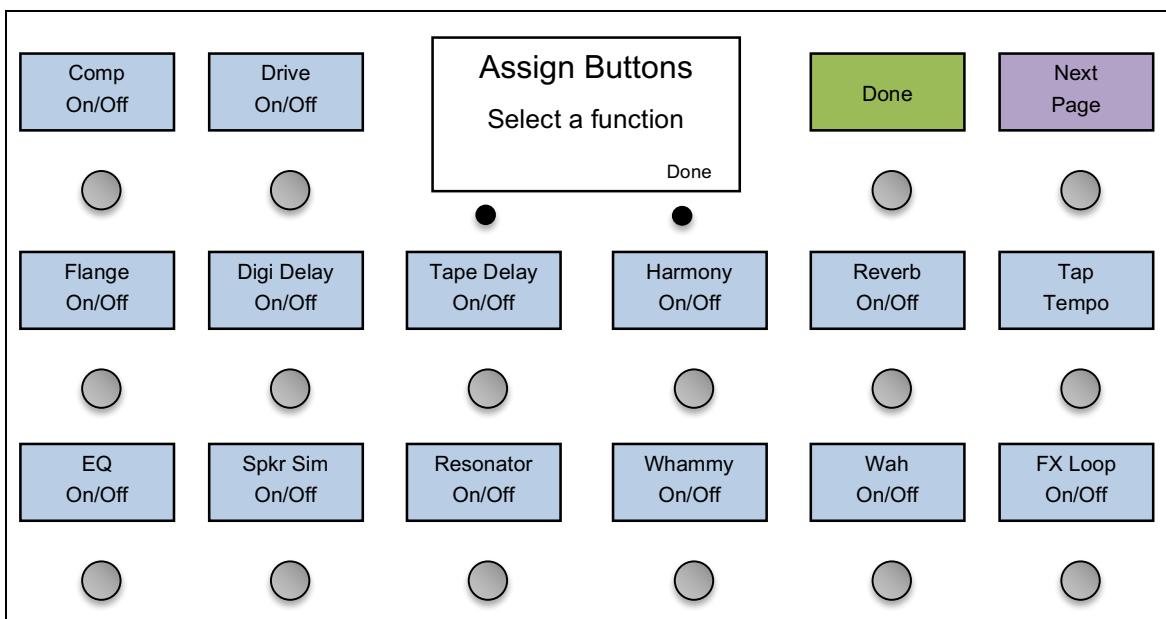 Comp
On/Off
Drive
On/Off
Assign Buttons
Select a function
Done
Done
Next
Page
Flange
On/Off
Digi Delay
On/Off
Tape Delay
On/Off
Harmony
On/Off
Reverb
On/Off
Tap
Tempo
EQ
On/Off
Spkr Sim
On/Off
Resonator
On/Off
Whammy
On/Off
Wah
On/Off
FX Loop
On/Off